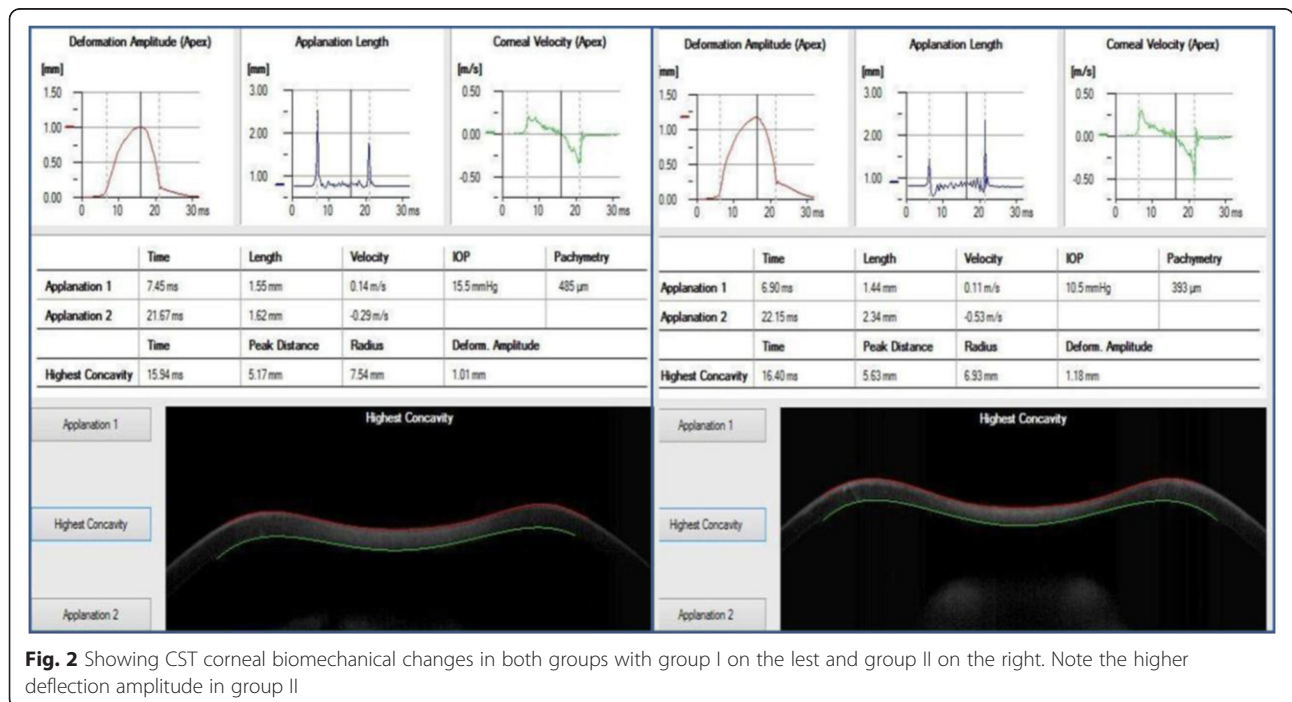 Deformation Amplitude (Apex)
Applanation Length
Corneal Velocity (Apex)
[mm]
[mm]
[m/s]
1.50
1.00
0.50
0.00
0 10 20 30 ms
3.00
2.00
1.00
0 10 20 30 ms
0.50
0.00
-0.50
0 10 20 30 ms
Time Length Velocity IOP Pachymetry
Applanation 1 7.45 ms 1.55 mm 0.14 m/s 15.5 mmHg 485 µm
Applanation 2 21.67 ms 1.62 mm -0.29 m/s
Time Peak Distance Radius Deform. Amplitude
Highest Concavity 15.94 ms 5.17 mm 7.54 mm 1.01 mm
Applanation 1
Highest Concavity
Applanation 2
Highest Concavity
Deformation Amplitude (Apex)
Applanation Length
Corneal Velocity (Apex)
mm]
[mm]
[m/s]
1.50
1.00
0.50
0.00
0 10 20 30 ms
3.00
2.00
1.00
0 10 20 30 ms
0.50
0.00
-0.50
0 10 20 30 ms
Time Length Velocity IOP Pachymetry
Applanation 1 6.90 ms 1.44 mm 0.11 m/s 10.5 mmHg 393 µm
Applanation 2 22.15 ms 2.34 mm -0.53 m/s
Time Peak Distance Radius Deform. Amplitude
Highest Concavity 16.40 ms 5.63 mm 6.93 mm 1.18 mm
Applanation 1
Highest Concavity
Applanation 2
Highest Concavity
Fig. 2 Showing CST corneal biomechanical changes in both groups with group I on the lest and group II on the right. Note the higher
deflection amplitude in group II